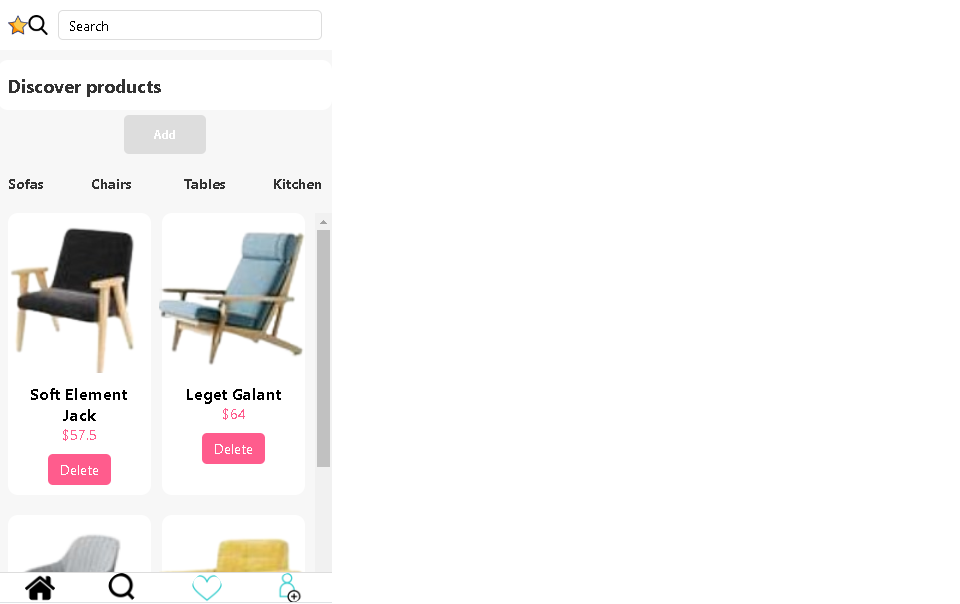 Search
Discover products
Add
Sofas Chairs Tables Kitchen
Soft Element
Jack
$57.5
Delete
Leget Galant
$64
Delete